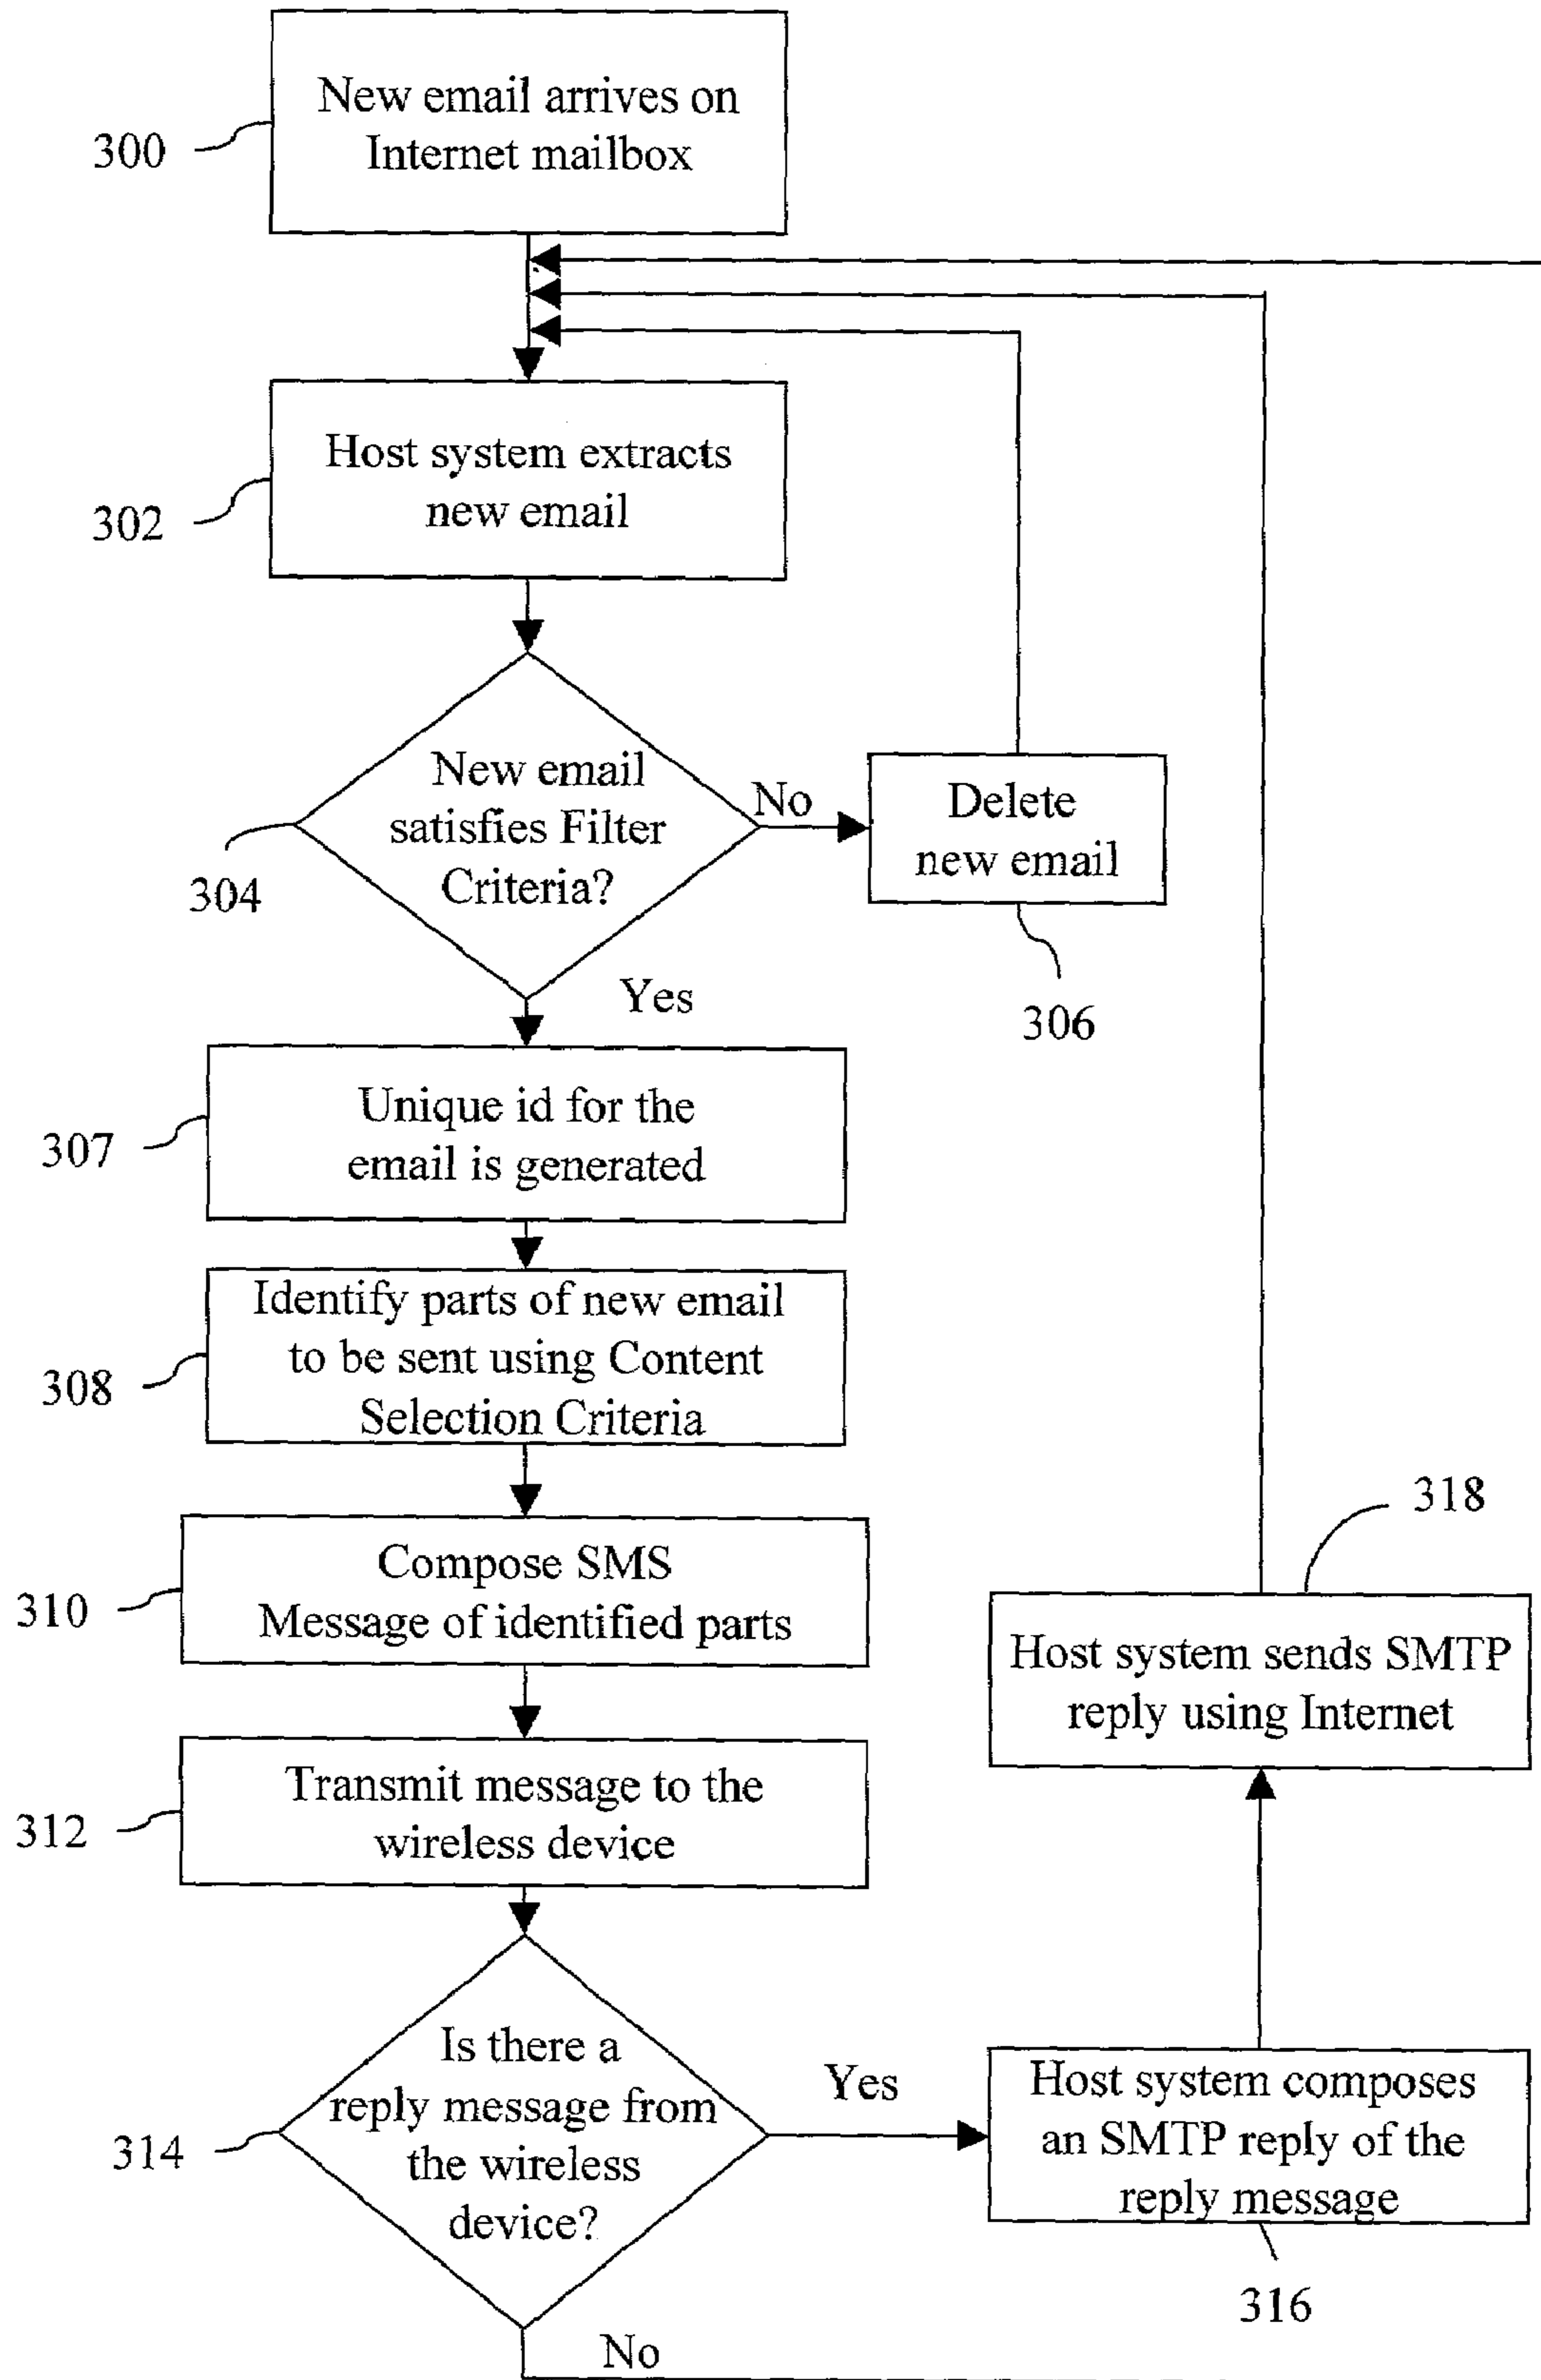 New email arrives on
Internet mailbox
300
Host system extracts
new email
302
New email
satisfies Filter
Criteria?
304
No
Delete
new email
306
Yes
Unique id for the
email is generated
307
Identify parts of new email
to be sent using Content
Selection Criteria
308
Compose SMS
Message of identified parts
310
318
Host system sends SMTP
reply using Internet
Transmit message to the
wireless device
312
Is there a
reply message from
the wireless
device?
314
Yes
Host system composes
an SMTP reply of the
reply message
316
No